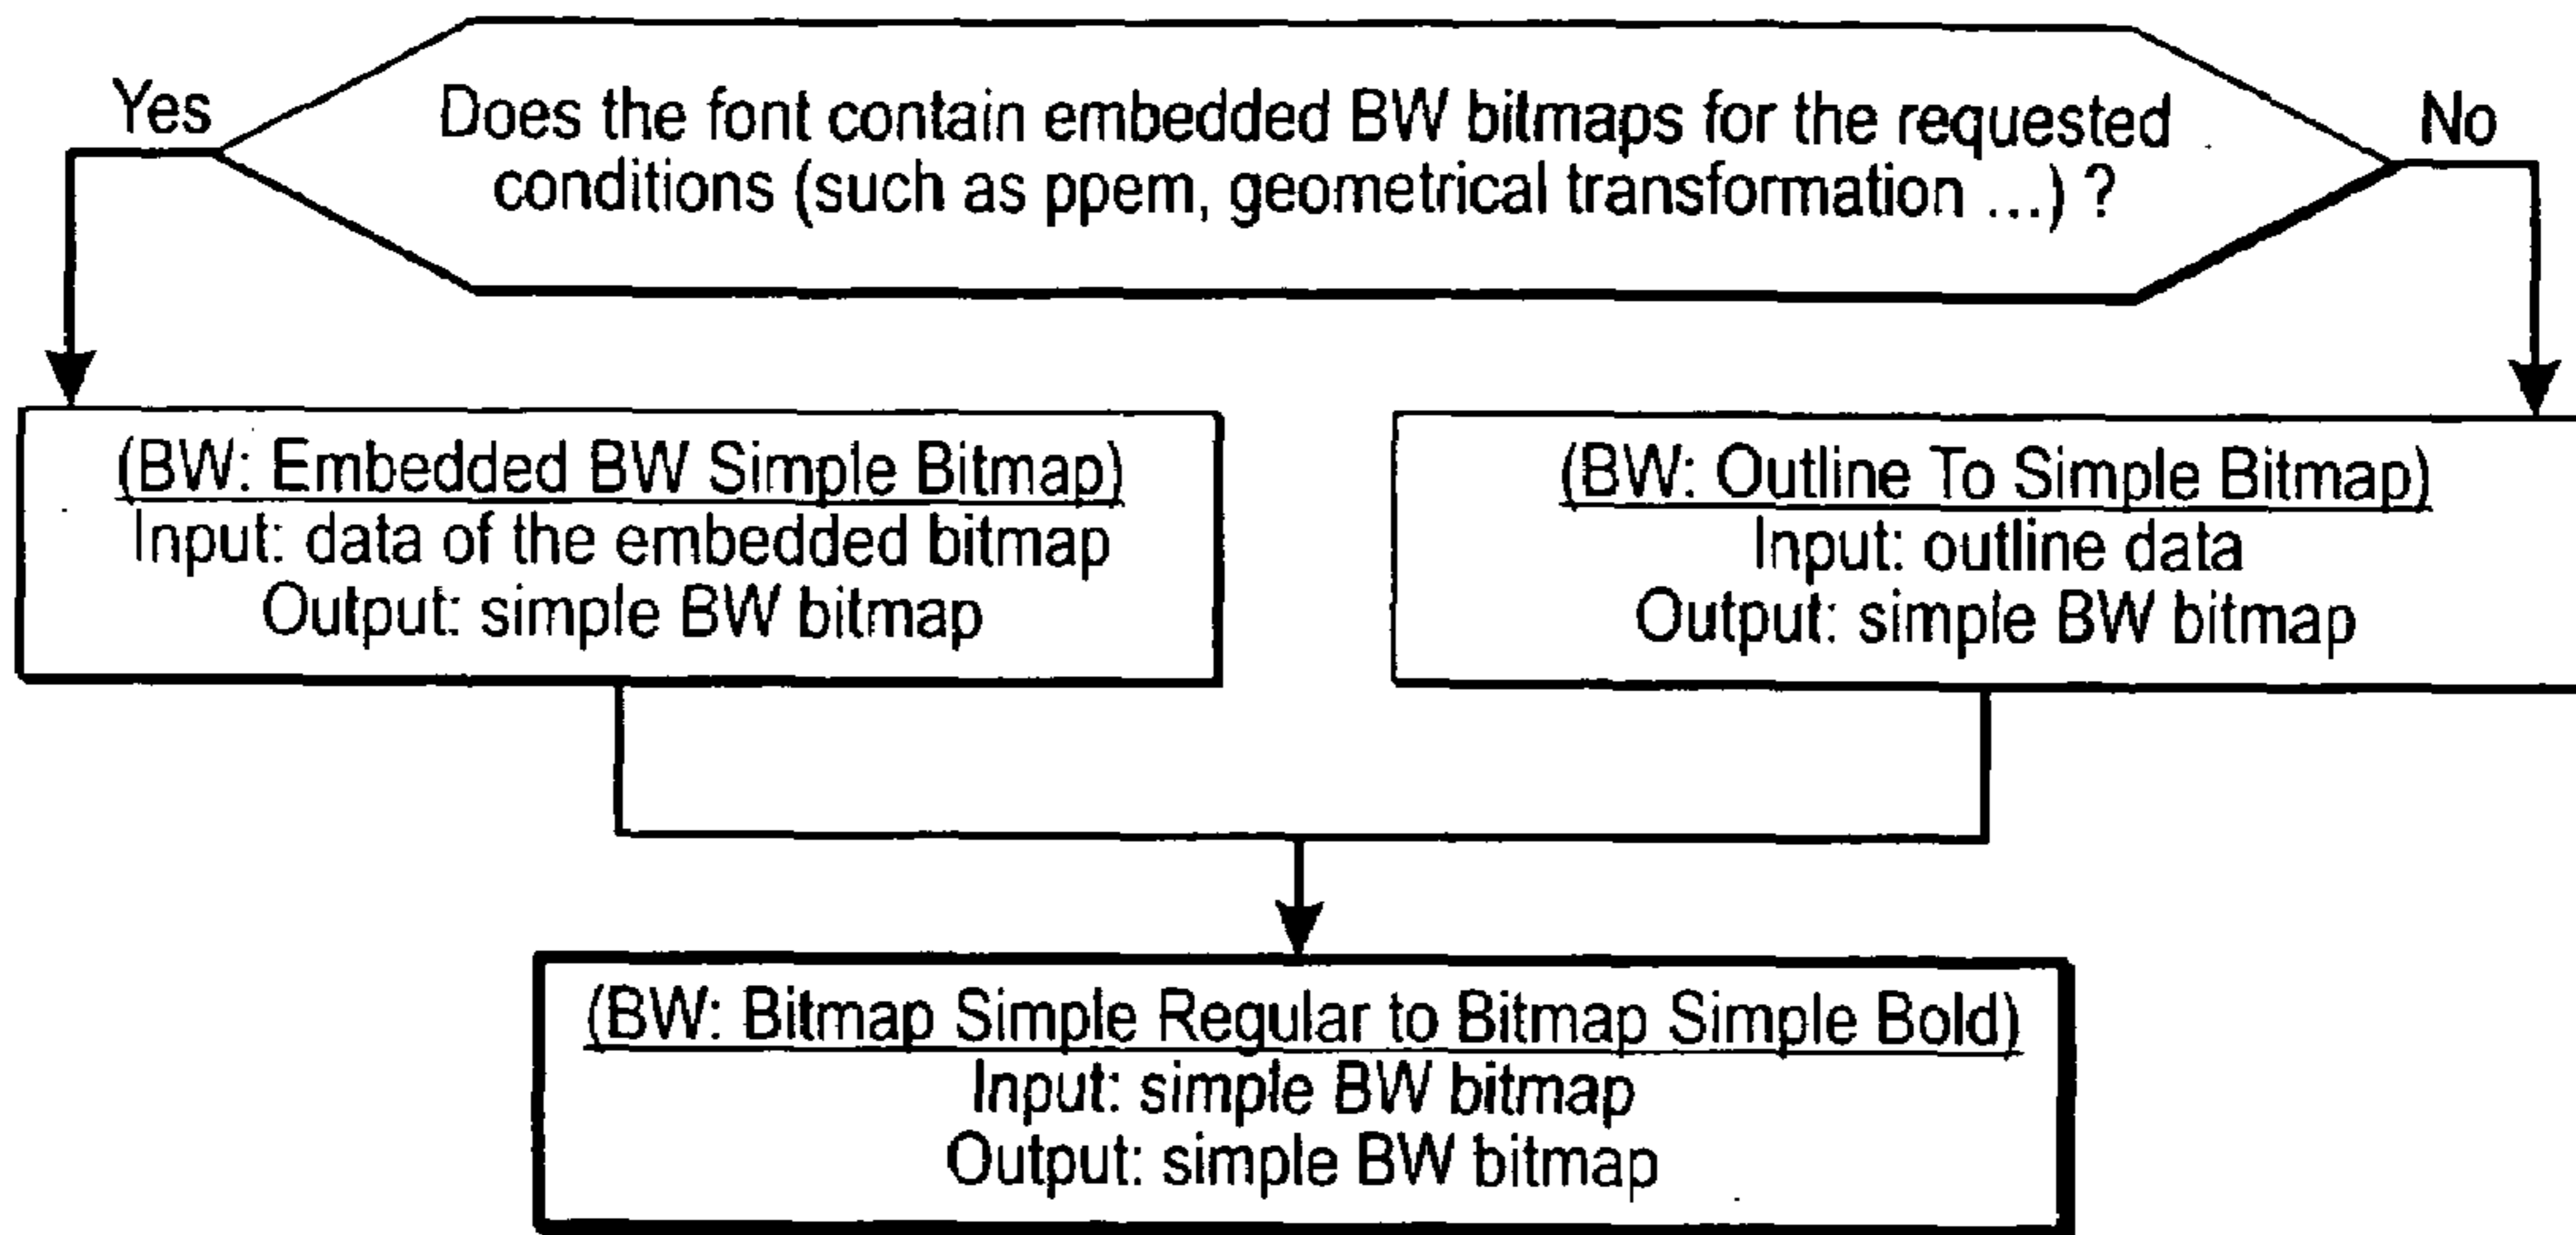 Yes
Does the font contain embedded BW bitmaps for the requested
conditions (such as ppem, geometrical transformation ...) ?
No
(BW: Embedded BW Simple Bitmap)
Input: data of the embedded bitmap
Output: simple BW bitmap
(BW: Outline To Simple Bitmap)
Input: outline data
Output: simple BW bitmap
(BW: Bitmap Simple Regular to Bitmap Simple Bold)
Input: simple BW bitmap
Output: simple BW bitmap